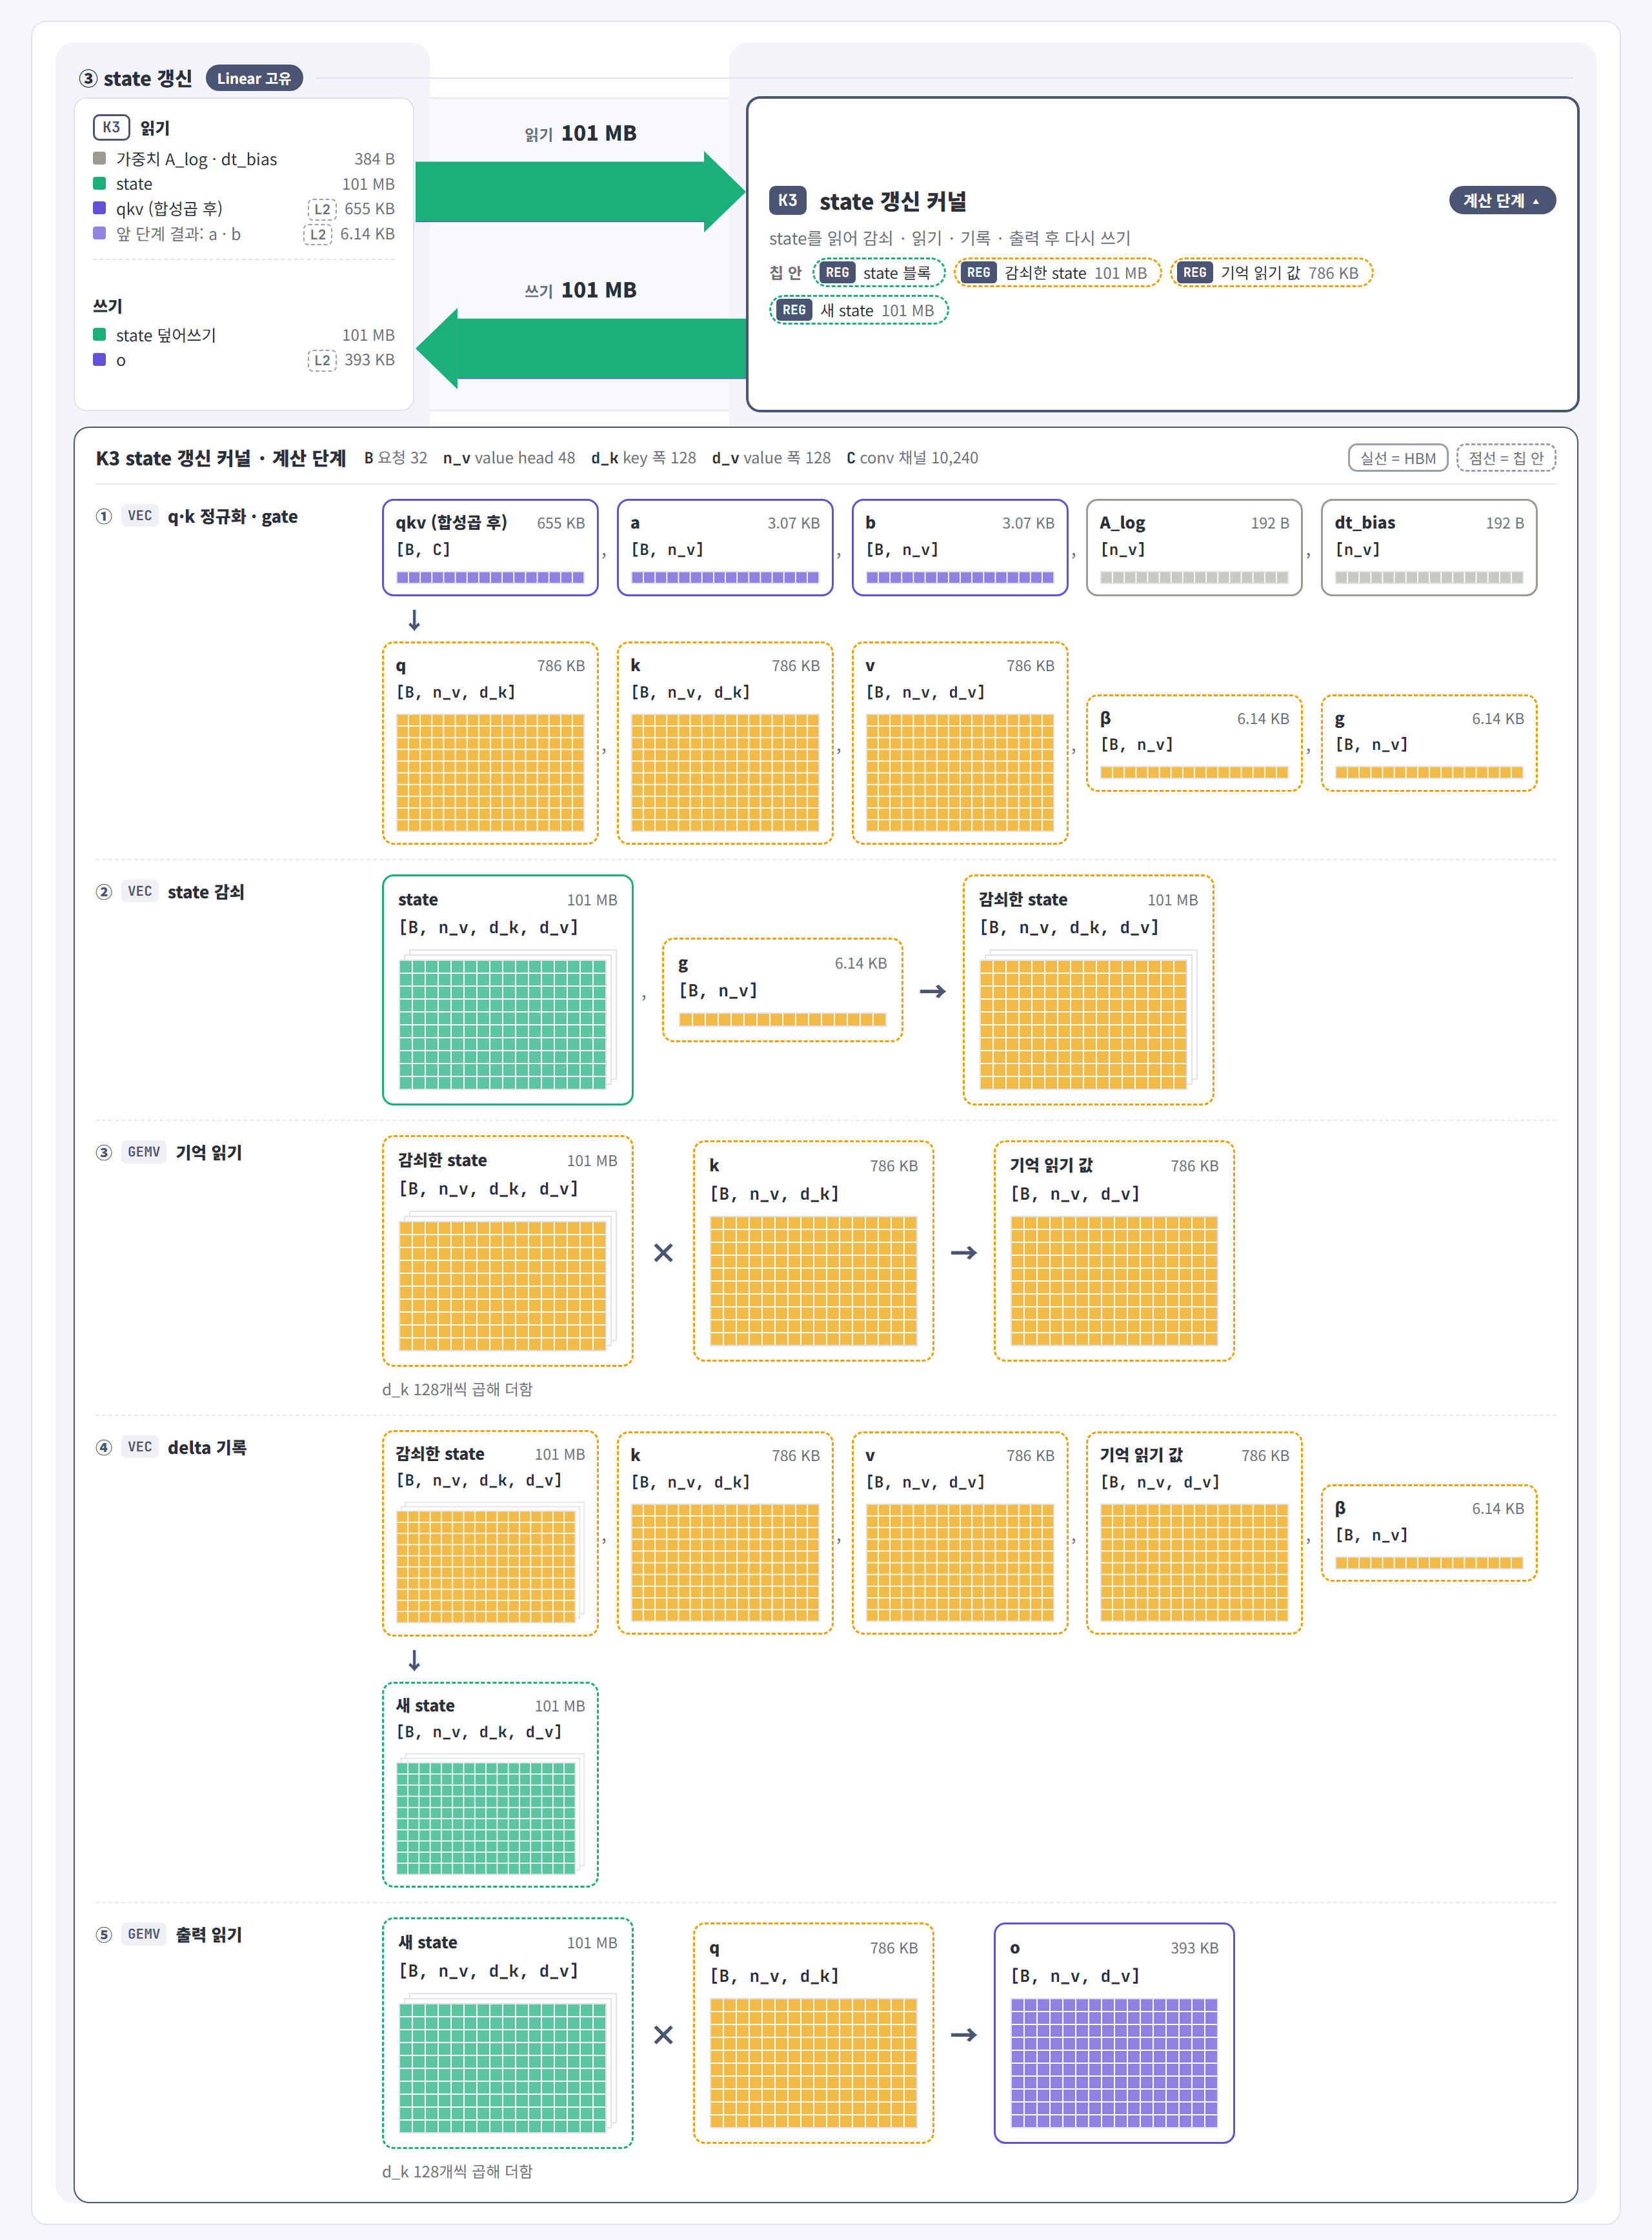 ③ state 갱신 Linear 고유
K3 읽기
가중치 A_log · dt_bias 384 B
state 101 MB
qkv (합성곱 후) L2 655 KB
앞 단계 결과: a · b L2 6.14 KB
쓰기
state 덮어쓰기 101 MB
o L2 393 KB
읽기 101 MB
쓰기 101 MB
K3 state 갱신 커널 계산 단계 ▲
state를 읽어 감쇠 · 읽기 · 기록 · 출력 후 다시 쓰기
칩 안 REG state 블록 REG 감쇠한 state 101 MB REG 기억 읽기 값 786 KB
REG 새 state 101 MB
K3 state 갱신 커널 · 계산 단계 B 요청 32 n_v value head 48 d_k key 폭 128 d_v value 폭 128 C conv 채널 10,240 실선 = HBM 점선 = 칩 안
① VEC q·k 정규화 · gate
qkv (합성곱 후) 655 KB a 3.07 KB b 3.07 KB A_log 192 B dt_bias 192 B
[B, C] , [B, n_v] , [B, n_v] , [n_v] , [n_v]
↓
q 786 KB k 786 KB v 786 KB β 6.14 KB g 6.14 KB
[B, n_v, d_k] , [B, n_v, d_k] , [B, n_v, d_v] , [B, n_v] , [B, n_v]
② VEC state 감쇠
state 101 MB g 6.14 KB 감쇠한 state 101 MB
[B, n_v, d_k, d_v] , [B, n_v] → [B, n_v, d_k, d_v]
③ GEMV 기억 읽기
감쇠한 state 101 MB k 786 KB 기억 읽기 값 786 KB
[B, n_v, d_k, d_v] × [B, n_v, d_k] → [B, n_v, d_v]
d_k 128개씩 곱해 더함
④ VEC delta 기록
감쇠한 state 101 MB k 786 KB v 786 KB 기억 읽기 값 786 KB β 6.14 KB
[B, n_v, d_k, d_v] , [B, n_v, d_k] , [B, n_v, d_v] , [B, n_v, d_v] , [B, n_v]
↓
새 state 101 MB
[B, n_v, d_k, d_v]
⑤ GEMV 출력 읽기
새 state 101 MB q 786 KB o 393 KB
[B, n_v, d_k, d_v] × [B, n_v, d_k] → [B, n_v, d_v]
d_k 128개씩 곱해 더함